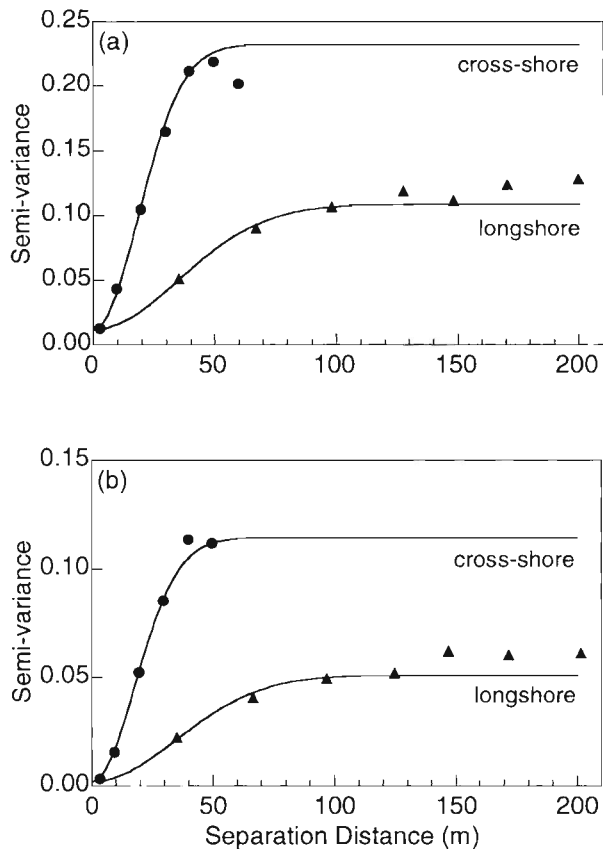 (a)
0.25
0.20
0.15
0.10
0.05
0.00
Semi-variance
cross-shore
longshore
0 50 100 150 200
(b)
0.15
0.10
0.05
0.00
Semi-variance
cross-shore
longshore
0 50 100 150 200
Separation Distance (m)